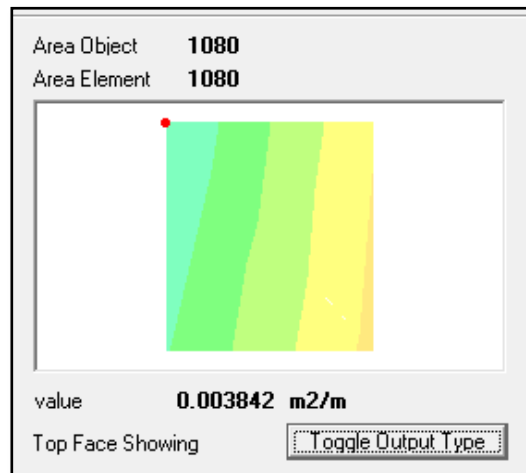 Area Object 1080
Area Element 1080
value 0.003842 m2/m
Top Face Showing Toggle Output Type